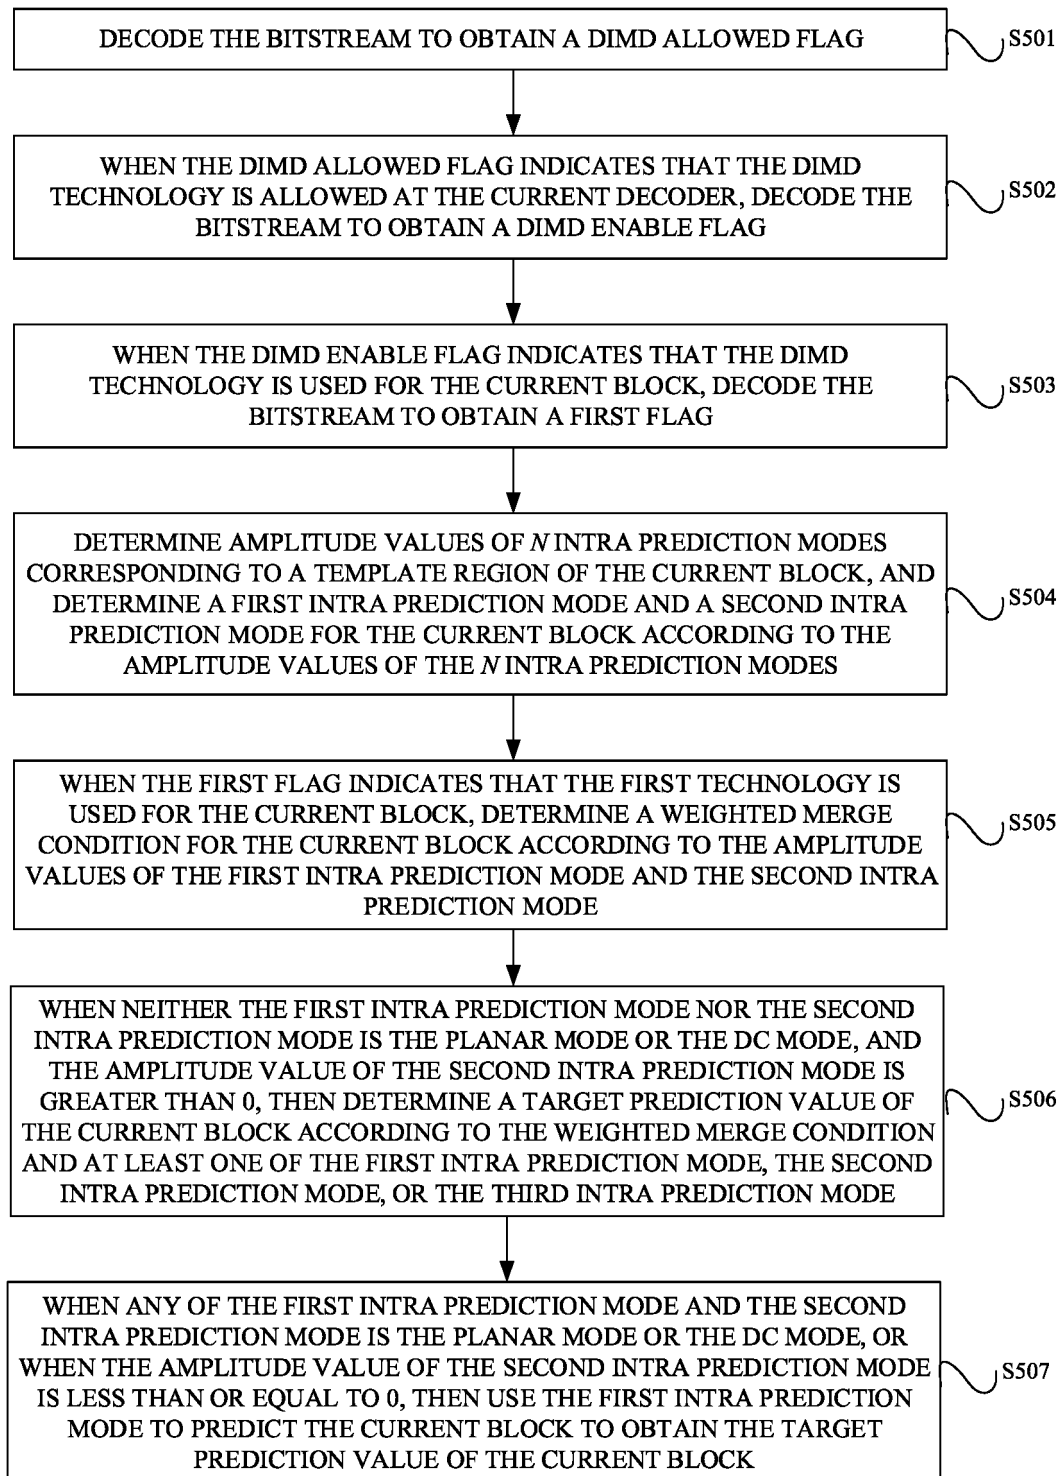 DECODE THE BITSTREAM TO OBTAIN A DIMD ALLOWED FLAG
S501
WHEN THE DIMD ALLOWED FLAG INDICATES THAT THE DIMD
TECHNOLOGY IS ALLOWED AT THE CURRENT DECODER, DECODE THE
BITSTREAM TO OBTAIN A DIMD ENABLE FLAG
S502
WHEN THE DIMD ENABLE FLAG INDICATES THAT THE DIMD
TECHNOLOGY IS USED FOR THE CURRENT BLOCK, DECODE THE
BITSTREAM TO OBTAIN A FIRST FLAG
S503
DETERMINE AMPLITUDE VALUES OF N INTRA PREDICTION MODES
CORRESPONDING TO A TEMPLATE REGION OF THE CURRENT BLOCK, AND
DETERMINE A FIRST INTRA PREDICTION MODE AND A SECOND INTRA
PREDICTION MODE FOR THE CURRENT BLOCK ACCORDING TO THE
AMPLITUDE VALUES OF THE N INTRA PREDICTION MODES
S504
WHEN THE FIRST FLAG INDICATES THAT THE FIRST TECHNOLOGY IS
USED FOR THE CURRENT BLOCK, DETERMINE A WEIGHTED MERGE
CONDITION FOR THE CURRENT BLOCK ACCORDING TO THE AMPLITUDE
VALUES OF THE FIRST INTRA PREDICTION MODE AND THE SECOND INTRA
PREDICTION MODE
S505
WHEN NEITHER THE FIRST INTRA PREDICTION MODE NOR THE SECOND
INTRA PREDICTION MODE IS THE PLANAR MODE OR THE DC MODE, AND
THE AMPLITUDE VALUE OF THE SECOND INTRA PREDICTION MODE IS
GREATER THAN 0, THEN DETERMINE A TARGET PREDICTION VALUE OF
THE CURRENT BLOCK ACCORDING TO THE WEIGHTED MERGE CONDITION
AND AT LEAST ONE OF THE FIRST INTRA PREDICTION MODE, THE SECOND
INTRA PREDICTION MODE, OR THE THIRD INTRA PREDICTION MODE
S506
WHEN ANY OF THE FIRST INTRA PREDICTION MODE AND THE SECOND
INTRA PREDICTION MODE IS THE PLANAR MODE OR THE DC MODE, OR
WHEN THE AMPLITUDE VALUE OF THE SECOND INTRA PREDICTION MODE
IS LESS THAN OR EQUAL TO 0, THEN USE THE FIRST INTRA PREDICTION
MODE TO PREDICT THE CURRENT BLOCK TO OBTAIN THE TARGET
PREDICTION VALUE OF THE CURRENT BLOCK
S507